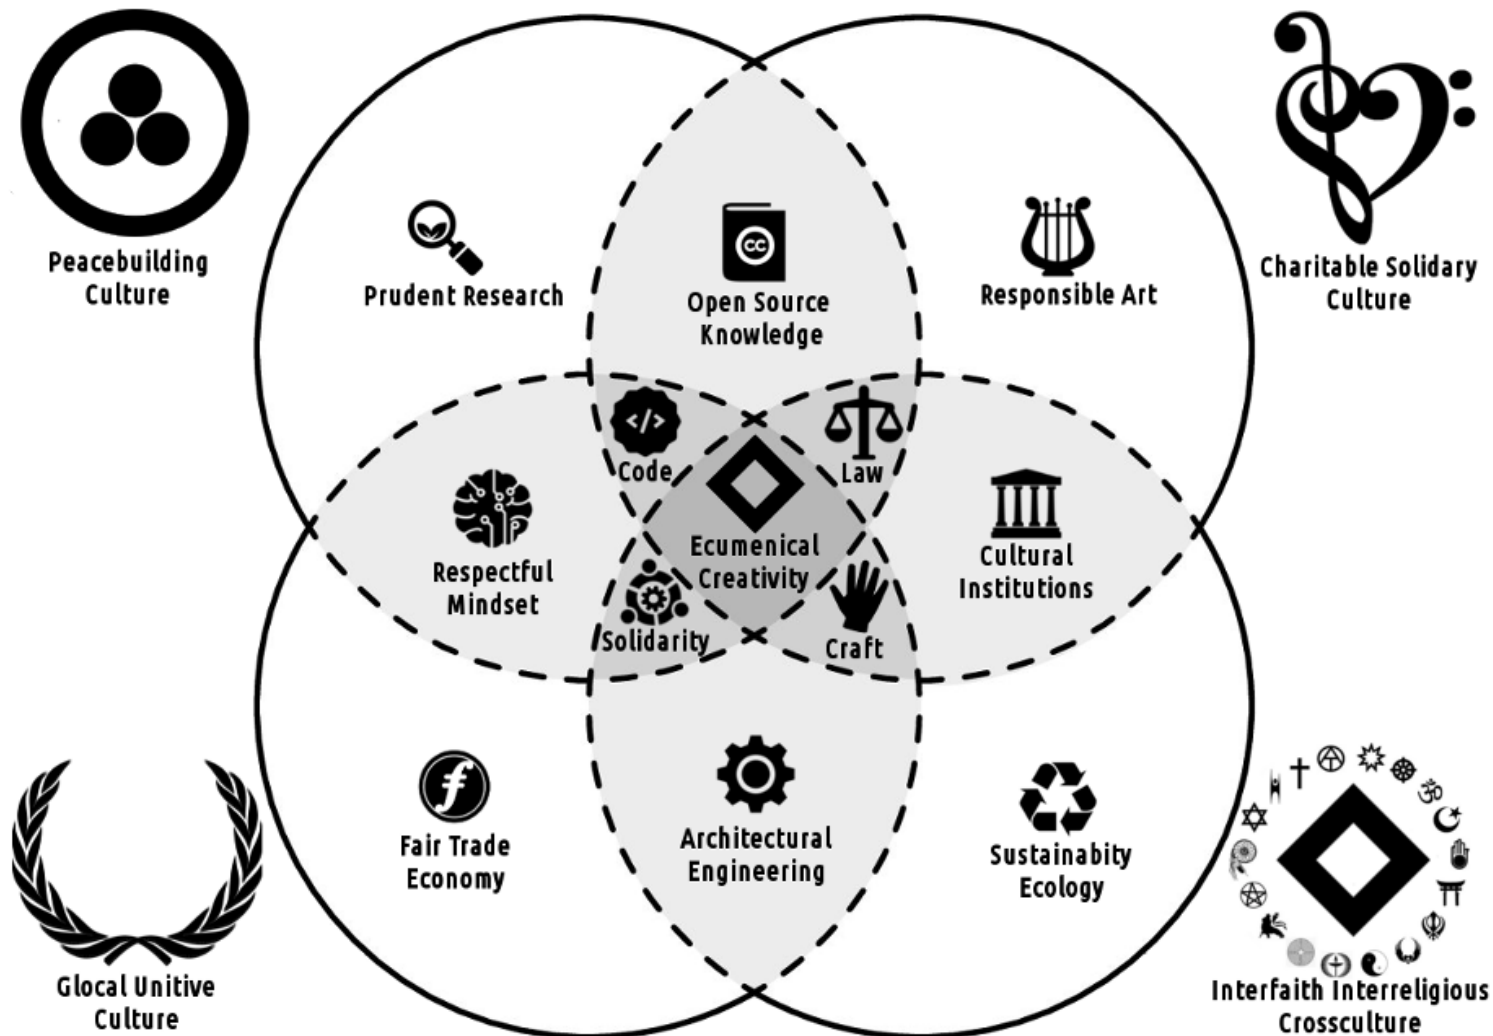 Peacebuilding
Culture
Charitable Solidary
Culture
Prudent Research
cc
Open Source
Knowledge
Responsible Art
</>
Code
Law
Respectful
Mindset
Ecumenical
Creativity
Cultural
Institutions
Solidarity
Craft
Fair Trade
Economy
Architectural
Engineering
Sustainabity
Ecology
Glocal Unitive
Culture
Interfaith Interreligious
Crossculture